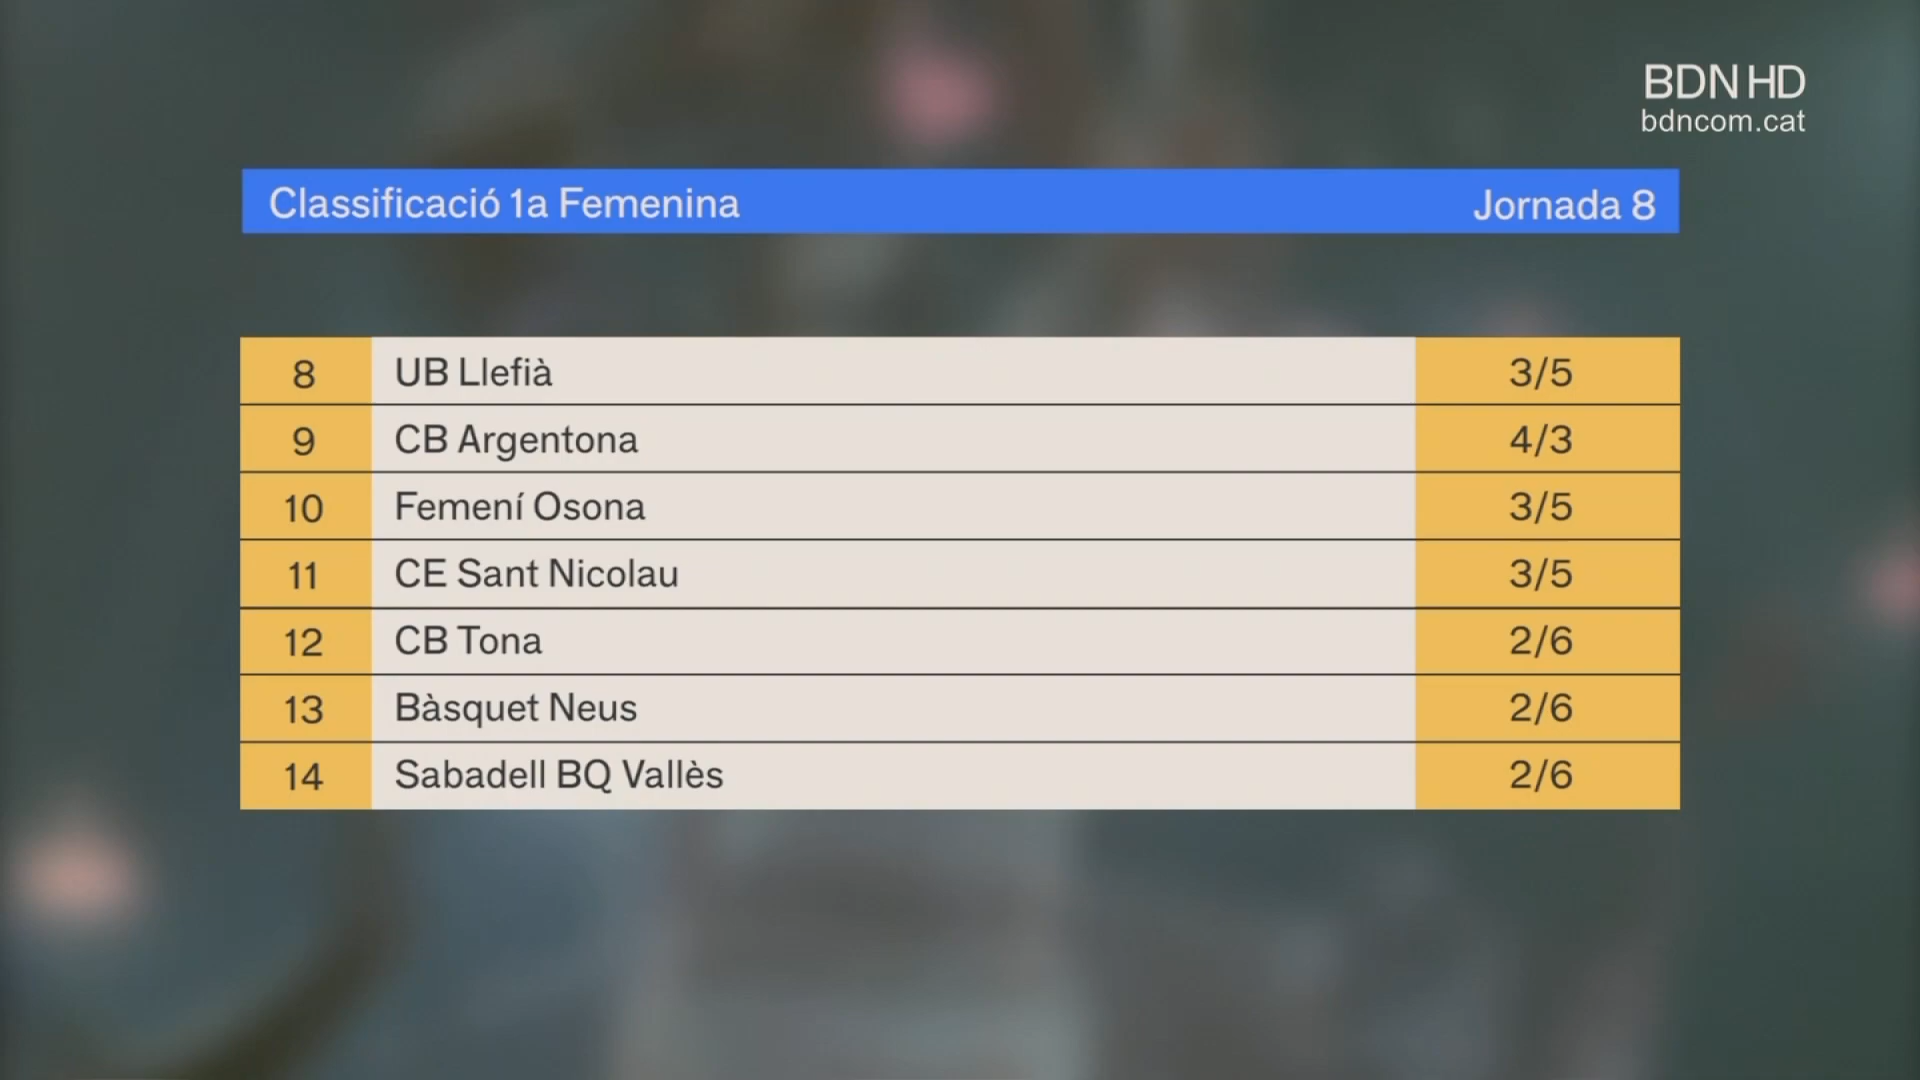 BDN HD
bdncom.cat
Classificació 1a Femenina Jornada 8
8 UB Llefià 3/5
9 CB Argentona 4/3
10 Femení Osona 3/5
11 CE Sant Nicolau 3/5
12 CB Tona 2/6
13 Bàsquet Neus 2/6
14 Sabadell BQ Vallès 2/6